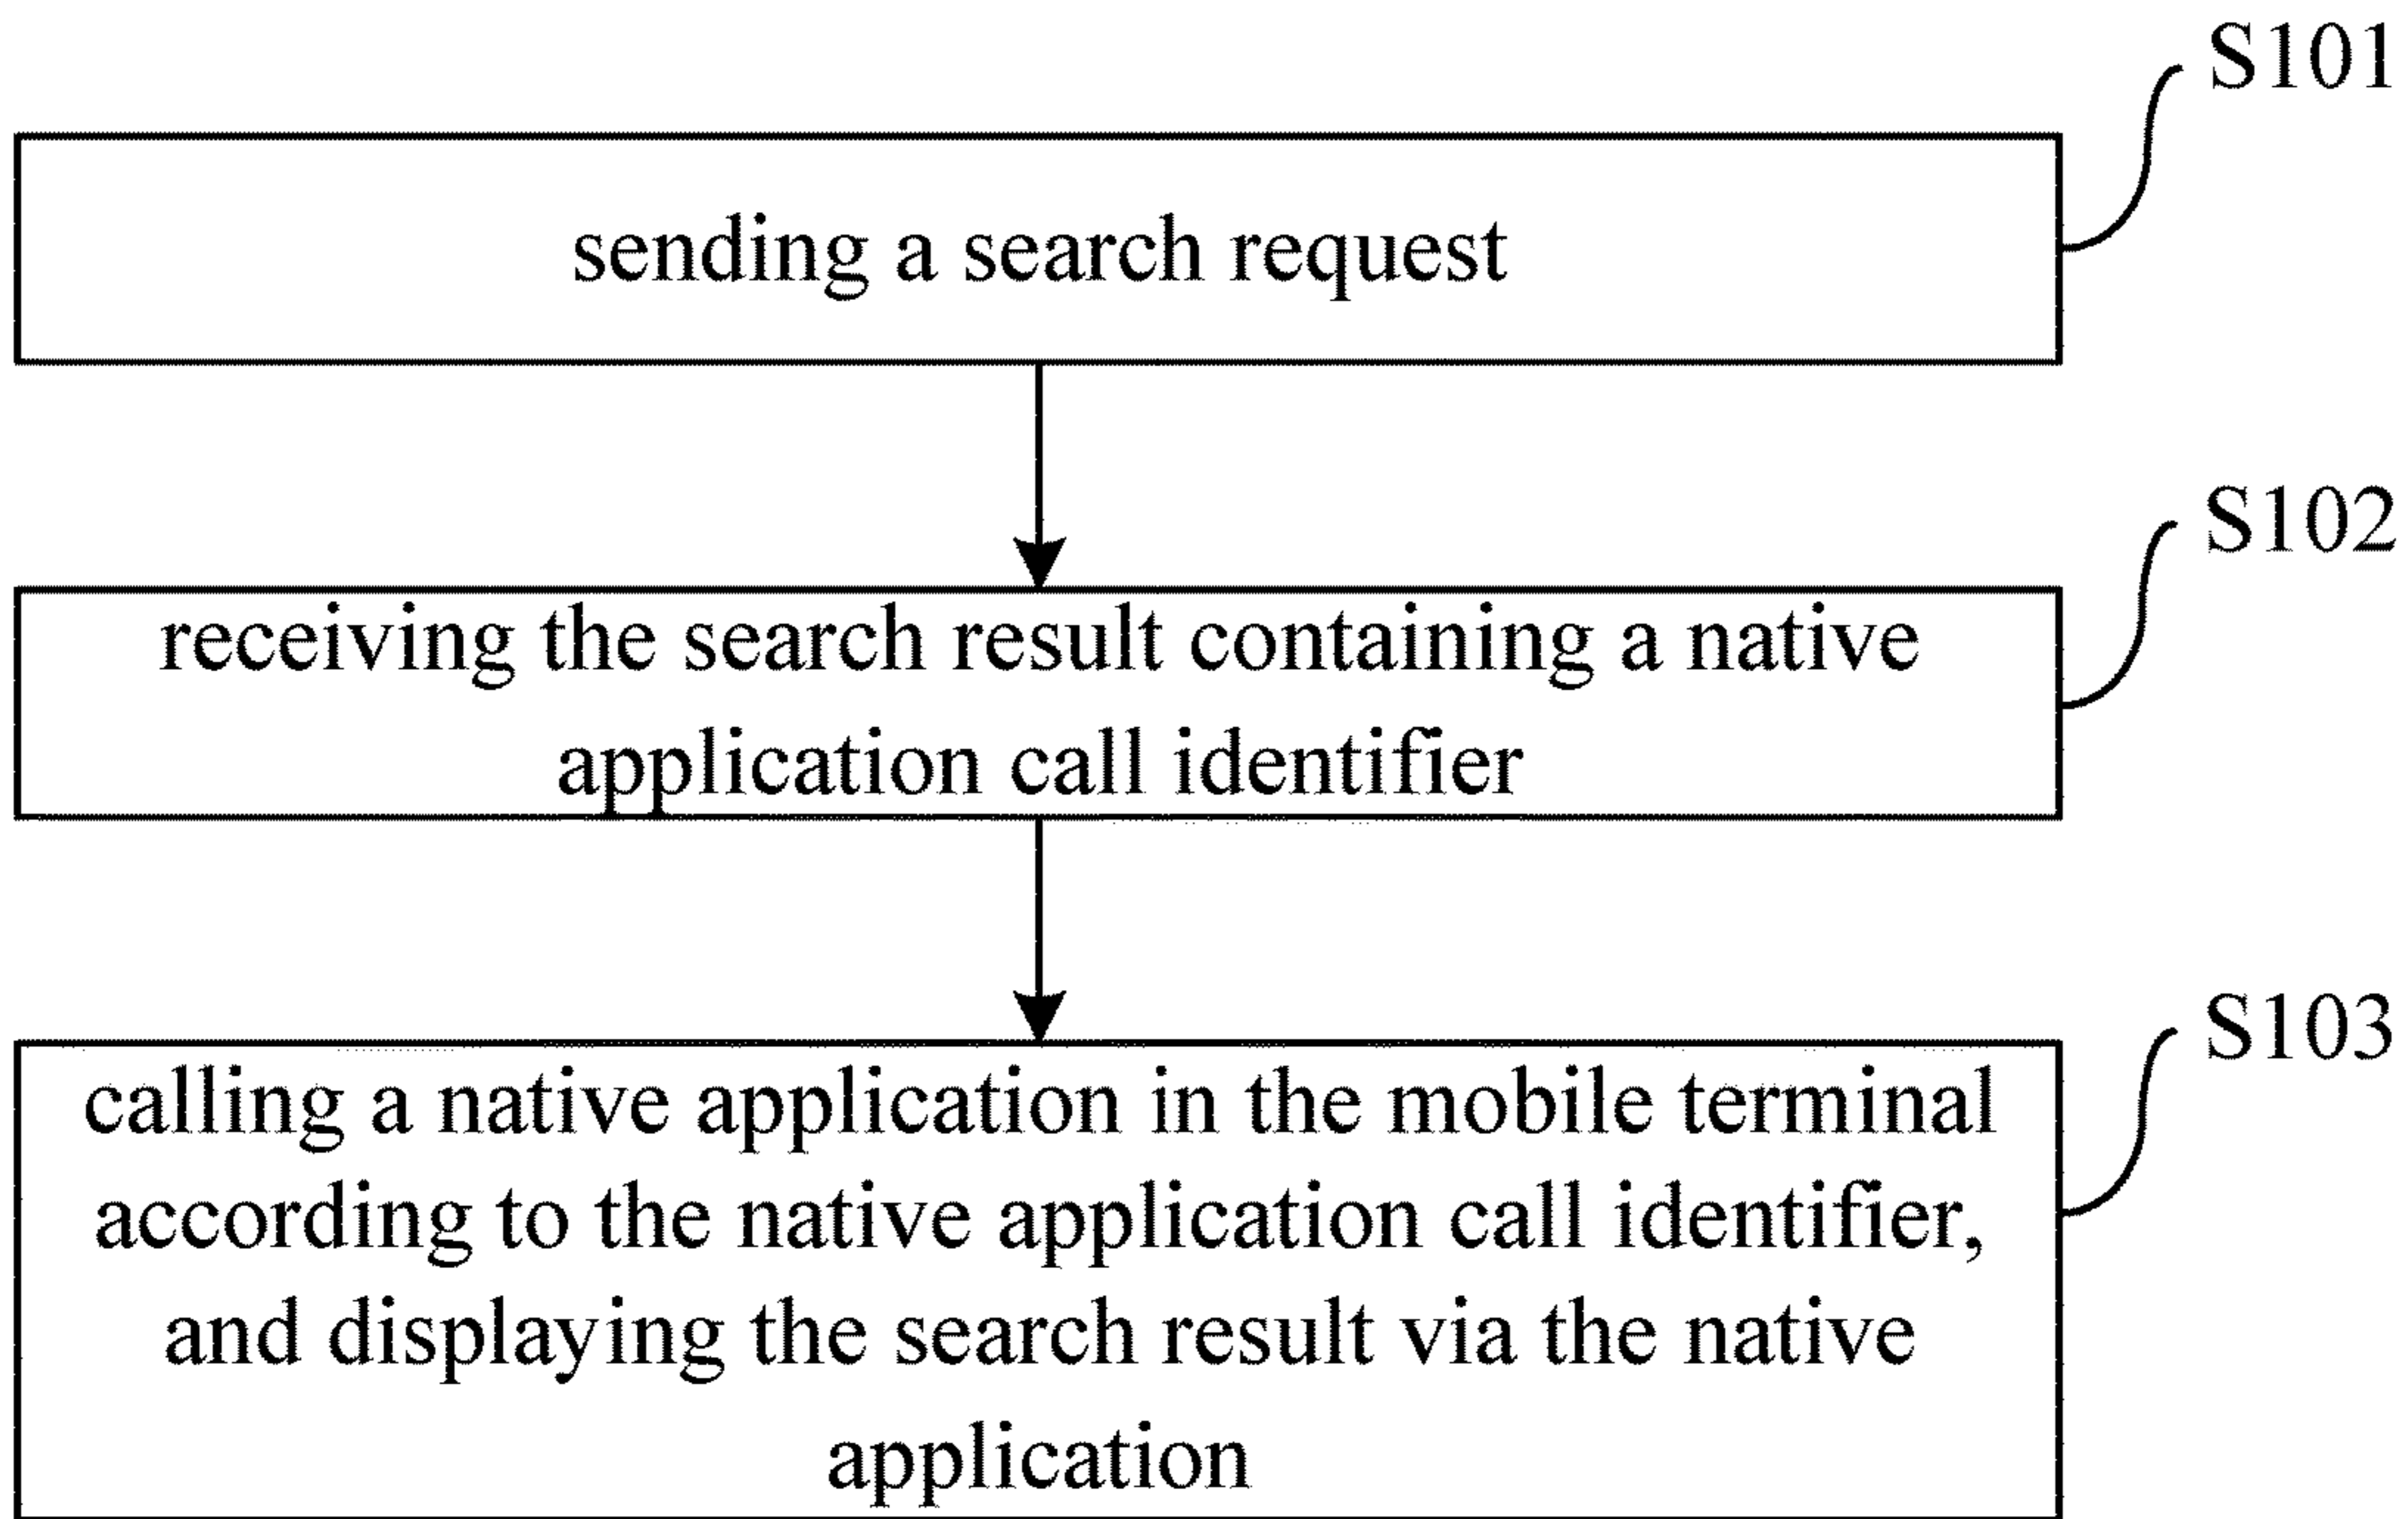 S101
sending a search request
S102
receiving the search result containing a native
application call identifier
S103
calling a native application in the mobile terminal
according to the native application call identifier,
and displaying the search result via the native
application